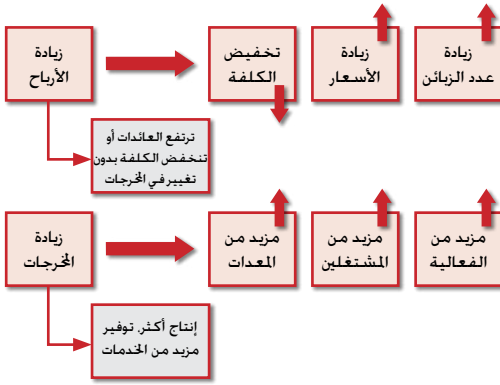 زيادة
الأرباح
تخفيض
الكلفة
زيادة
الأسعار
زيادة
عدد الزبائن
ترتفع العائدات أو
تنخفض الكلفة بدون
تغيير في المخرجات
زيادة
المخرجات
مزيد من
المعدات
مزيد من
المشتغلين
مزيد من
الفعالية
إنتاج أكثر، توفير
مزيد من الخدمات